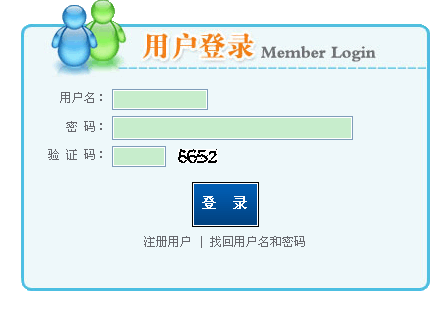 用户登录 Member Login
用户名：
密 码：
验 证 码： 6652
登 录
注册用户 | 找回用户名和密码